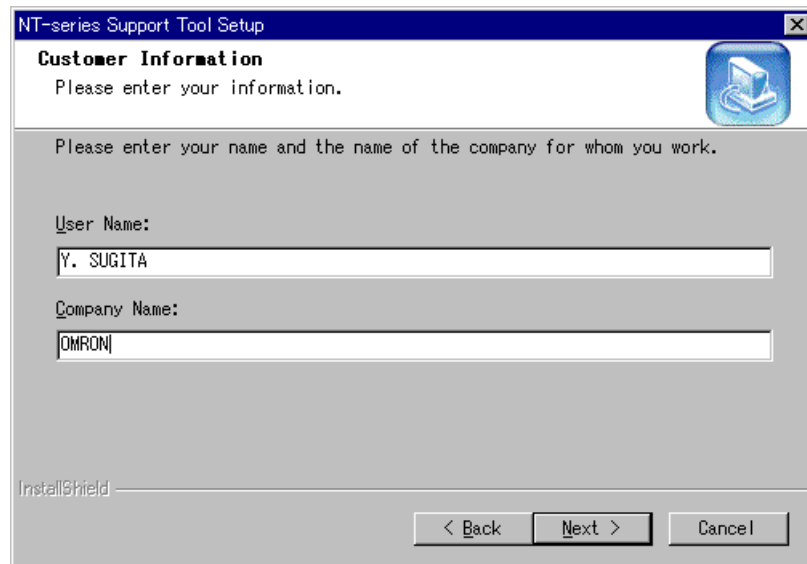 NT-series Support Tool Setup
Customer Information
Please enter your information.
Please enter your name and the name of the company for whom you work.
User Name:
Y. SUGITA
Company Name:
OMRON
InstallShield
< Back
Next >
Cancel